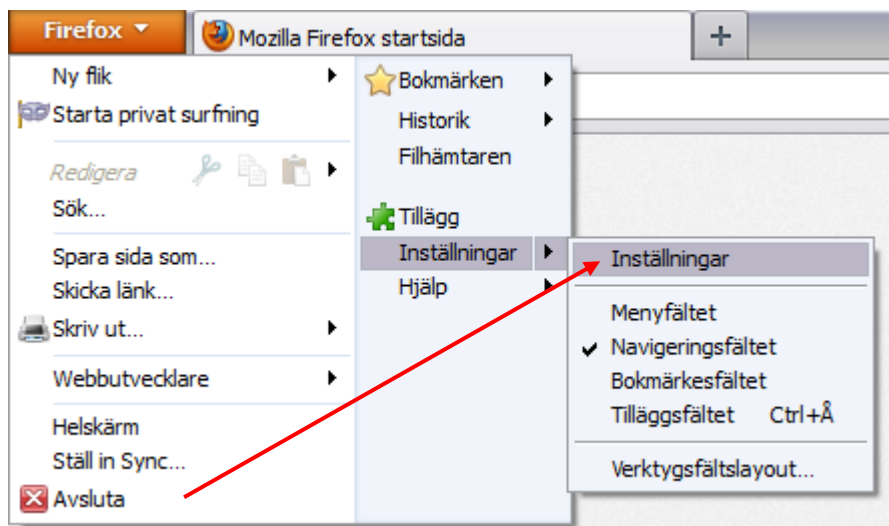 Firefox
Mozilla Firefox startsida
+
Ny flik
Starta privat surfning
Redigera
Sök...
Spara sida som...
Skicka länk...
Skriv ut...
Webbutvecklare
Helskärm
Ställ in Sync...
Avsluta
Bokmärken
Historik
Filhämtaren
Tillägg
Inställningar
Hjälp
Inställningar
Menyfältet
Navigeringsfältet
Bokmärkesfältet
Tilläggsfältet Ctrl+Å
Verktygsfältslayout...